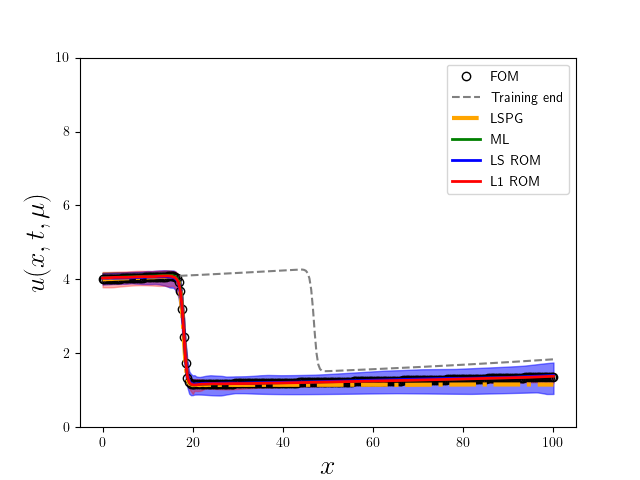 10
8
6
4
2
0
u(x, t, μ)
0 20 40 60 80 100
x
FOM
Training end
LSPG
ML
LS ROM
L1 ROM